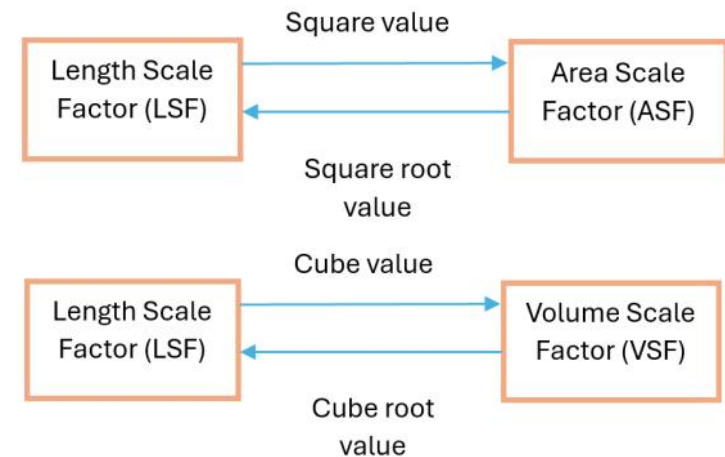 Square value
Length Scale
Factor (LSF)
Area Scale
Factor (ASF)
Square root
value
Cube value
Length Scale
Factor (LSF)
Volume Scale
Factor (VSF)
Cube root
value